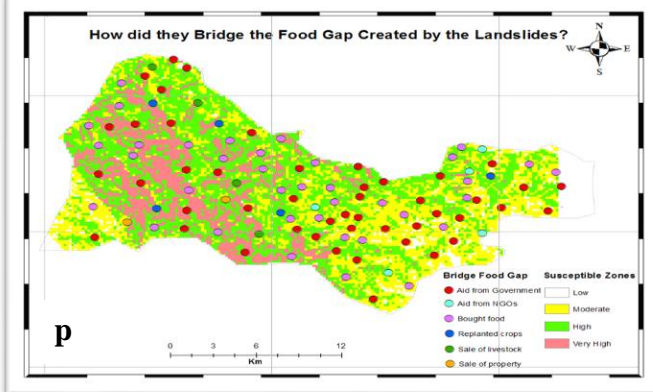 How did they Bridge the Food Gap Created by the Landslides?
N
W E
S
Bridge Food Gap
Aid from Government
Aid from NGOs
Bought food
Replanted crops
Sale of livestock
Sale of property
Susceptible Zones
Low
Moderate
High
Very High
p
0 3 6 12
Km